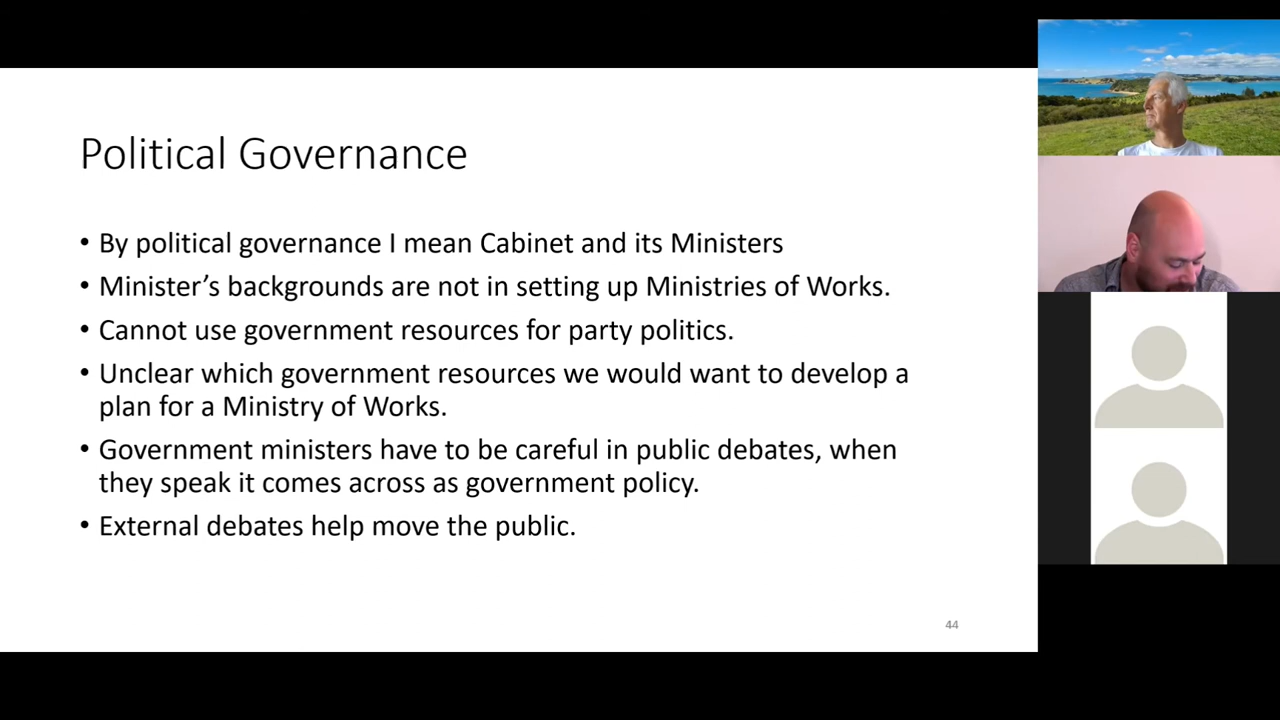 Political Governance
• By political governance I mean Cabinet and its Ministers
• Minister’s backgrounds are not in setting up Ministries of Works.
• Cannot use government resources for party politics.
• Unclear which government resources we would want to develop a
plan for a Ministry of Works.
• Government ministers have to be careful in public debates, when
they speak it comes across as government policy.
• External debates help move the public.
44